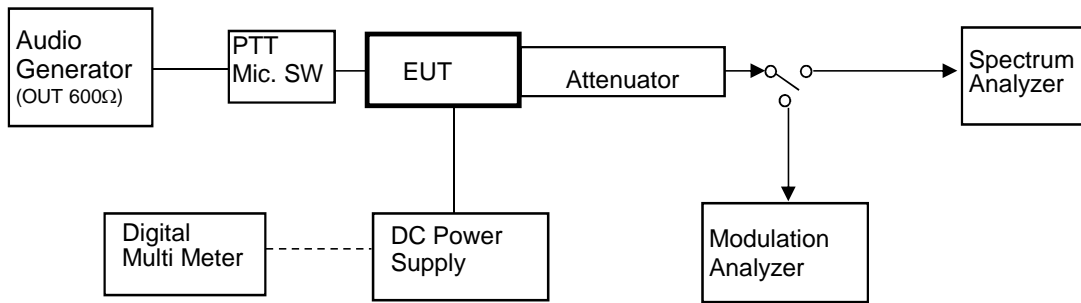 Audio
Generator
(OUT 600Ω)
PTT
Mic. SW
EUT
Attenuator
Spectrum
Analyzer
Digital
Multi Meter
DC Power
Supply
Modulation
Analyzer